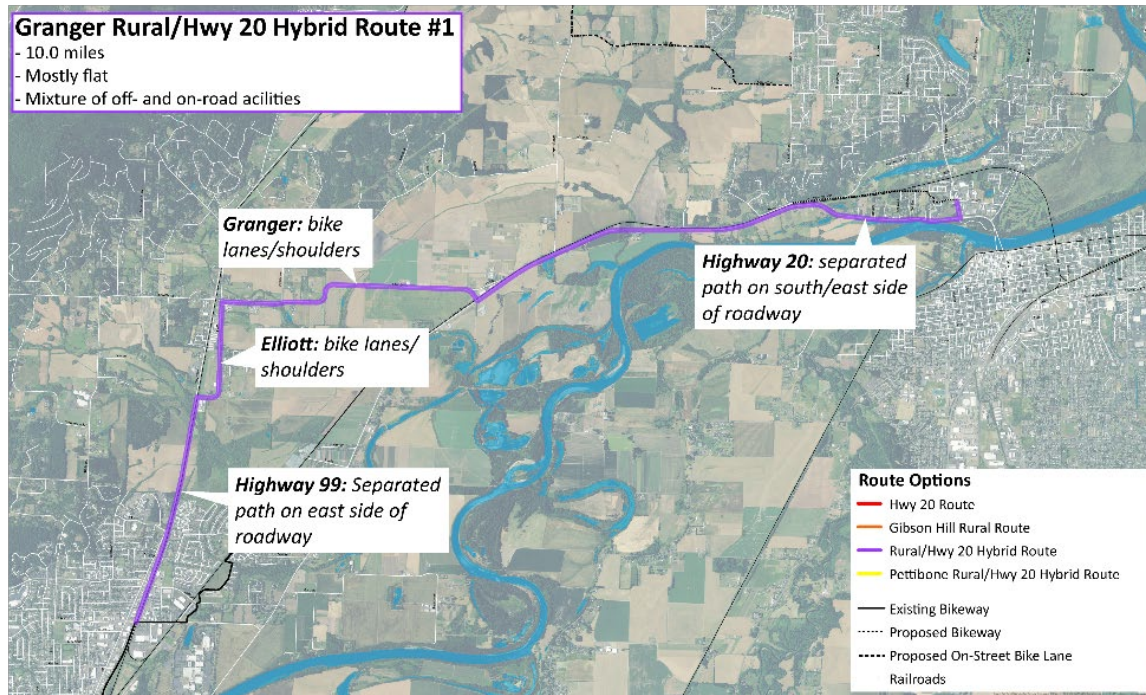 Granger Rural/Hwy 20 Hybrid Route #1
- 10.0 miles
- Mostly flat
- Mixture of off- and on-road acilities
Granger: bike
lanes/shoulders
Highway 20: separated
path on south/east side
of roadway
Elliott: bike lanes/
shoulders
Highway 99: Separated
path on east side of
roadway
Route Options
Hwy 20 Route
Gibson Hill Rural Route
Rural/Hwy 20 Hybrid Route
Pettibone Rural/Hwy 20 Hybrid Route
Existing Bikeway
Proposed Bikeway
Proposed On-Street Bike Lane
Railroads